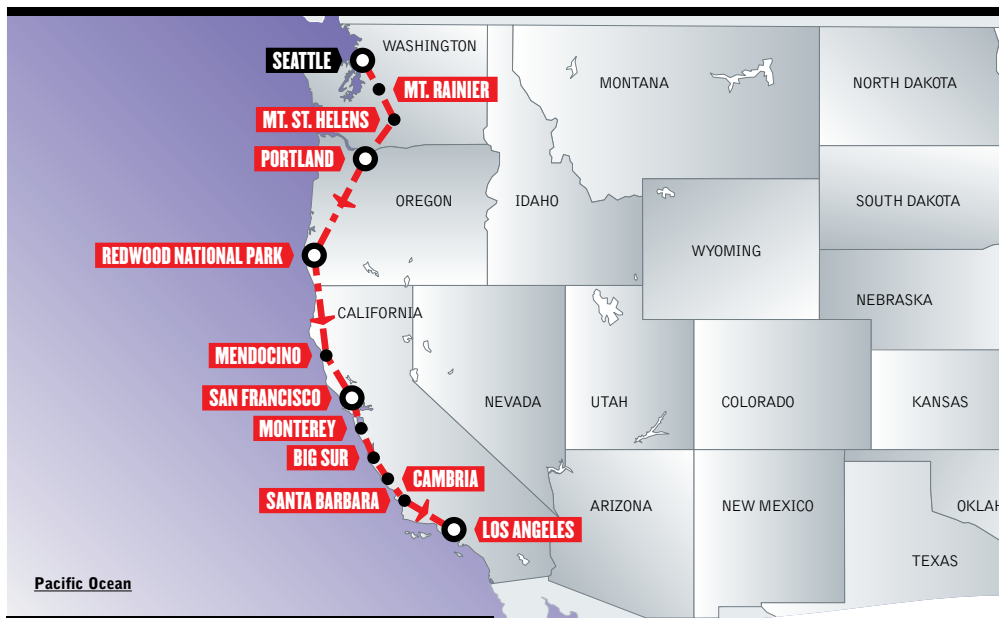 WASHINGTON
SEATTLE
MT. RAINIER
MONTANA
NORTH DAKOTA
MT. ST. HELENS
PORTLAND
OREGON
IDAHO
SOUTH DAKOTA
REDWOOD NATIONAL PARK
WYOMING
NEBRASKA
CALIFORNIA
MENDOCINO
SAN FRANCISCO
NEVADA
UTAH
COLORADO
KANSAS
MONTEREY
BIG SUR
CAMBRIA
SANTA BARBARA
ARIZONA
NEW MEXICO
OKLAH
LOS ANGELES
TEXAS
Pacific Ocean